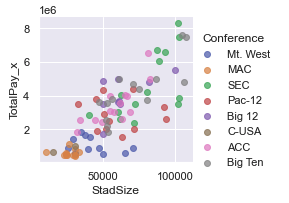 1e6
8
6
4
2
TotalPay_x
50000
100000
StadSize
Conference
Mt. West
MAC
SEC
Pac-12
Big 12
C-USA
ACC
Big Ten